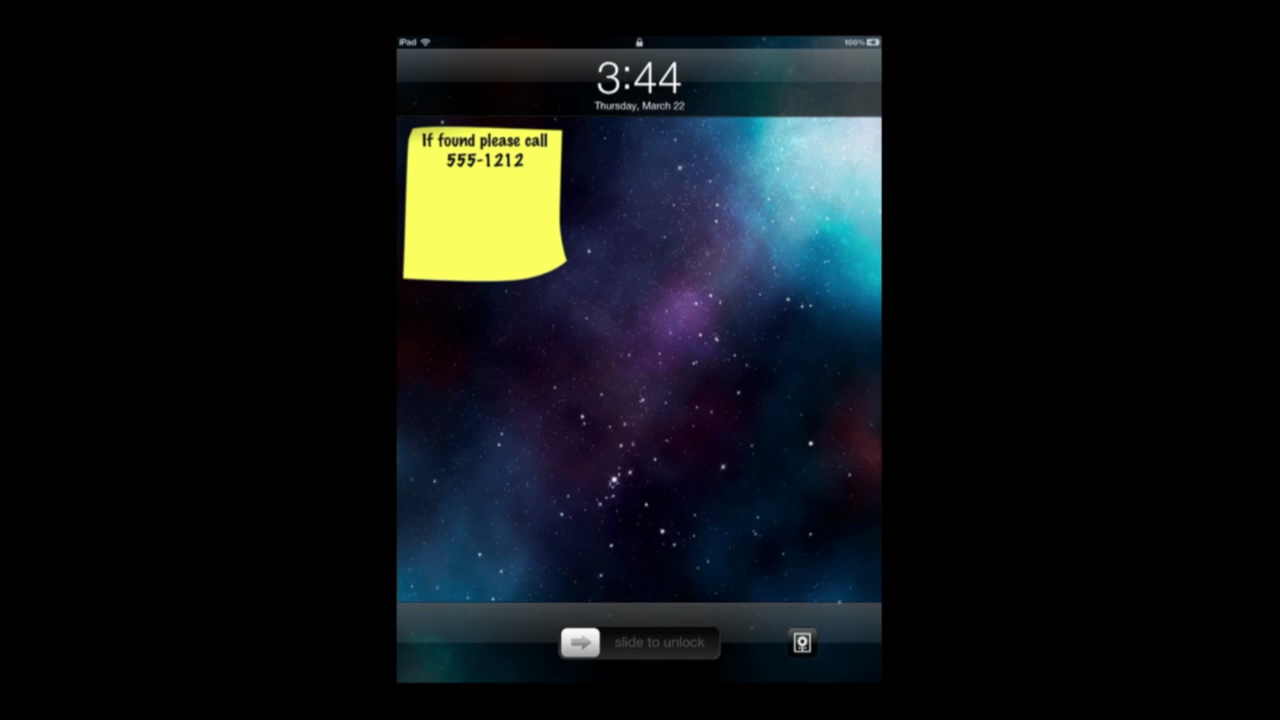 iPad
100%
3:44
Thursday, March 22
If found please call
555-1212
slide to unlock